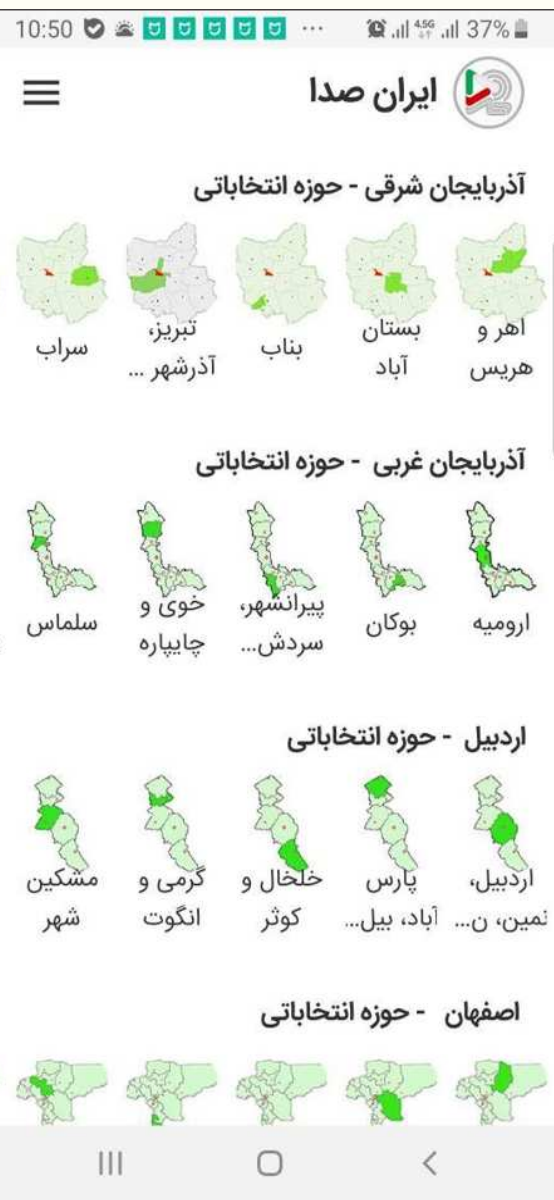 10:50
4.5G
37%
ایران صدا
آذربایجان شرقی - حوزه انتخاباتی
اهر و
هریس
بستان
آباد
بناب
تبریز،
آذرشهر ...
سراب
آذربایجان غربی - حوزه انتخاباتی
ارومیه
بوکان
پیرانشهر،
سردش...
خوی و
چایپاره
سلماس
اردبیل - حوزه انتخاباتی
اردبیل،
نمین، ن...
پارس
آباد، بیل...
خلخال و
کوثر
گرمی و
انگوت
مشکین
شهر
اصفهان - حوزه انتخاباتی